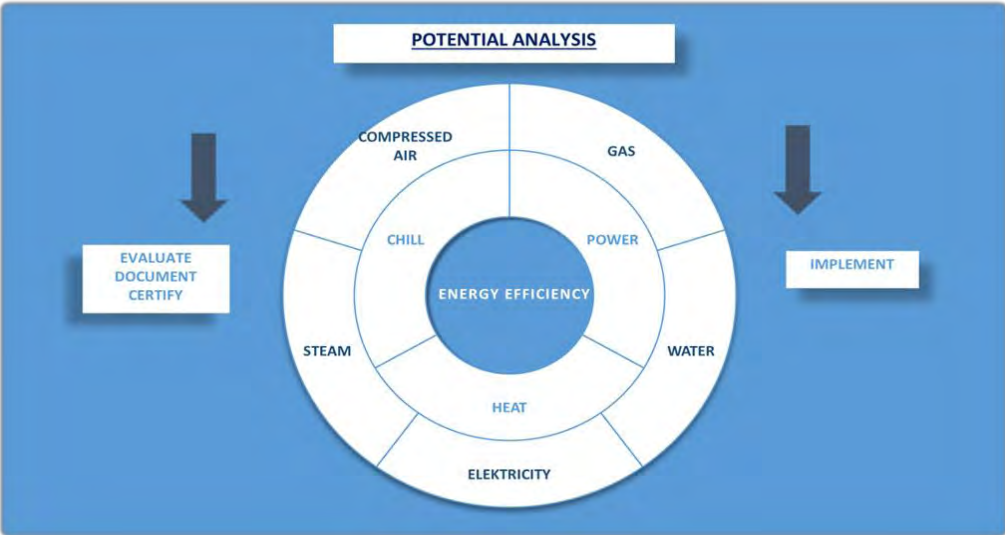 POTENTIAL ANALYSIS
COMPRESSED
AIR
GAS
CHILL
POWER
EVALUATE
DOCUMENT
CERTIFY
IMPLEMENT
ENERGY EFFICIENCY
STEAM
WATER
HEAT
ELEKTRICITY